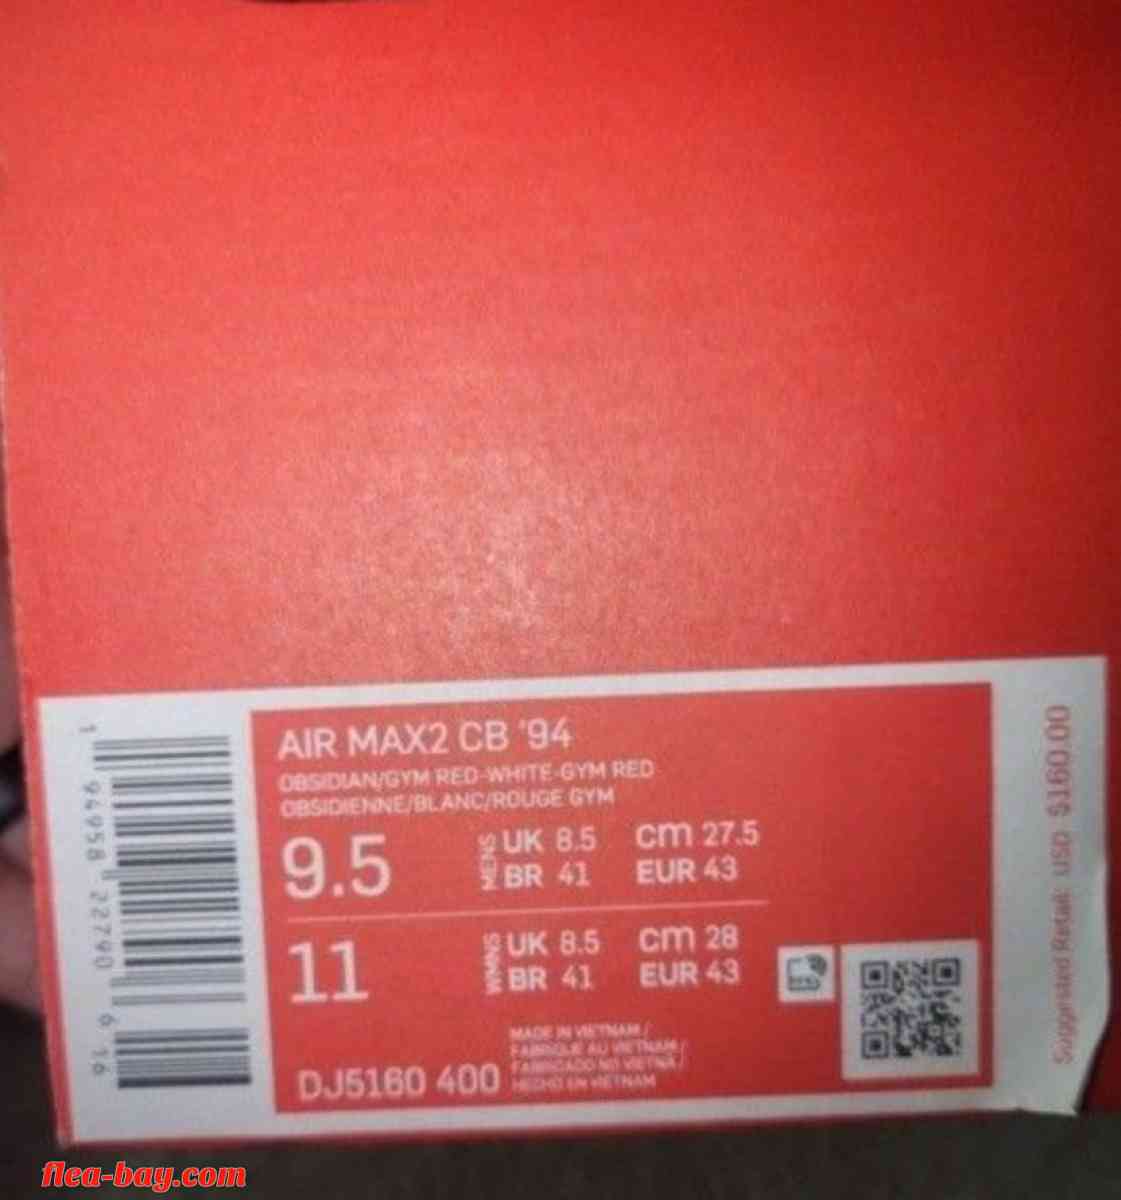 AIR MAX2 CB '94
OBSIDIAN/GYM RED-WHITE-GYM RED
OBSIDIENNE/BLANC/ROUGE GYM
9.5 MENS UK 8.5 cm 27.5
BR 41 EUR 43
11 WMNS UK 8.5 cm 28
BR 41 EUR 43
MADE IN VIETNAM /
FABRIQUE AU VIETNAM /
FABRICADO NO VIETNÃ /
HECHO EN VIETNAM
DJ5160 400
1 94958 22790 6 16
Suggested Retail: USD $160.00
flea-bay.com